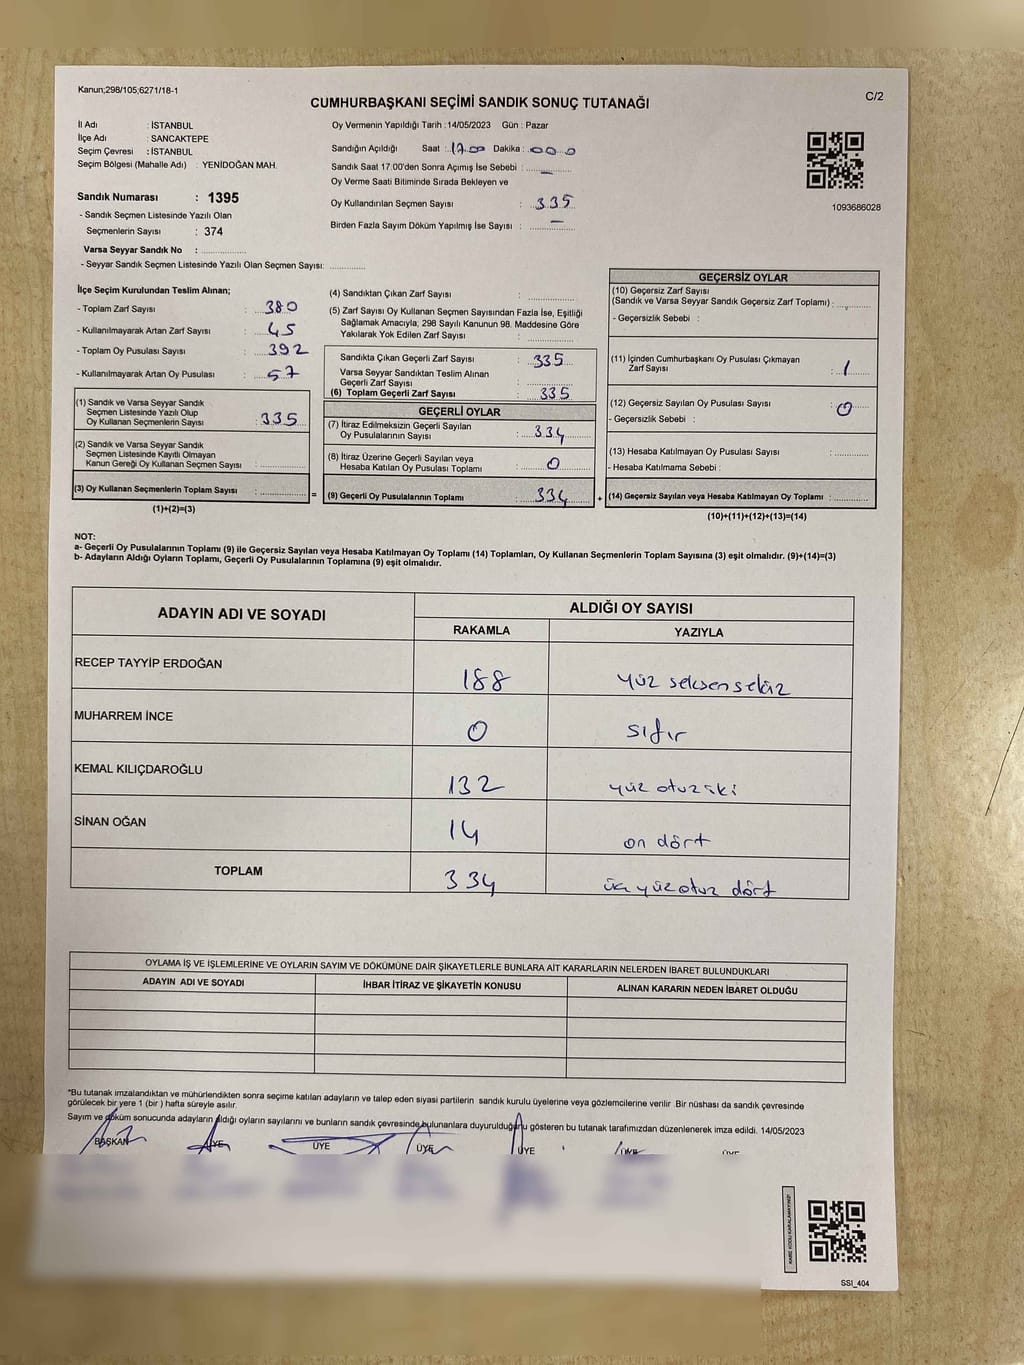 Kanun;298/105;6271/18-1
C/2
CUMHURBAŞKANI SEÇİMİ SANDIK SONUÇ TUTANAĞI
İl Adı : İSTANBUL
İlçe Adı : SANCAKTEPE
Seçim Çevresi : İSTANBUL
Seçim Bölgesi (Mahalle Adı) : YENİDOĞAN MAH.
Sandık Numarası : 1395
- Sandık Seçmen Listesinde Yazılı Olan
Seçmenlerin Sayısı : 374
Varsa Seyyar Sandık No :
- Seyyar Sandık Seçmen Listesinde Yazılı Olan Seçmen Sayısı:
Oy Vermenin Yapıldığı Tarih :14/05/2023 Gün : Pazar
Sandığın Açıldığı Saat : 17.00 Dakika : 000
Sandık Saat 17:00'den Sonra Açımış İse Sebebi : —
Oy Verme Saati Bitiminde Sırada Bekleyen ve
Oy Kullandırılan Seçmen Sayısı : 335
Birden Fazla Sayım Döküm Yapılmış İse Sayısı : —
1093686028
İlçe Seçim Kurulundan Teslim Alınan;
- Toplam Zarf Sayısı : 380
- Kullanılmayarak Artan Zarf Sayısı : 45
- Toplam Oy Pusulası Sayısı : 392
- Kullanılmayarak Artan Oy Pusulası : 57
(1) Sandık ve Varsa Seyyar Sandık
Seçmen Listesinde Yazılı Olup
Oy Kullanan Seçmenlerin Sayısı : 335
(2) Sandık ve Varsa Seyyar Sandık
Seçmen Listesinde Kayıtlı Olmayan
Kanun Gereği Oy Kullanan Seçmen Sayısı :
(3) Oy Kullanan Seçmenlerin Toplam Sayısı : =
(1)+(2)=(3)
(4) Sandıktan Çıkan Zarf Sayısı :
(5) Zarf Sayısı Oy Kullanan Seçmen Sayısından Fazla İse, Eşitliği
Sağlamak Amacıyla; 298 Sayılı Kanunun 98. Maddesine Göre
Yakılarak Yok Edilen Zarf Sayısı :
Sandıkta Çıkan Geçerli Zarf Sayısı : 335
Varsa Seyyar Sandıktan Teslim Alınan
Geçerli Zarf Sayısı :
(6) Toplam Geçerli Zarf Sayısı : 335
GEÇERLİ OYLAR
(7) İtiraz Edilmeksizin Geçerli Sayılan
Oy Pusulalarının Sayısı : 334
(8) İtiraz Üzerine Geçerli Sayılan veya
Hesaba Katılan Oy Pusulası Toplamı : 0
(9) Geçerli Oy Pusulalarının Toplamı : 334 +
GEÇERSİZ OYLAR
(10) Geçersiz Zarf Sayısı
(Sandık ve Varsa Seyyar Sandık Geçersiz Zarf Toplamı) :
- Geçersizlik Sebebi :
(11) İçinden Cumhurbaşkanı Oy Pusulası Çıkmayan
Zarf Sayısı : 1
(12) Geçersiz Sayılan Oy Pusulası Sayısı : 0
- Geçersizlik Sebebi :
(13) Hesaba Katılmayan Oy Pusulası Sayısı :
- Hesaba Katılmama Sebebi :
(14) Geçersiz Sayılan veya Hesaba Katılmayan Oy Toplamı :
(10)+(11)+(12)+(13)=(14)
NOT:
a- Geçerli Oy Pusulalarının Toplamı (9) ile Geçersiz Sayılan veya Hesaba Katılmayan Oy Toplamı (14) Toplamları, Oy Kullanan Seçmenlerin Toplam Sayısına (3) eşit olmalıdır. (9)+(14)=(3)
b- Adayların Aldığı Oyların Toplamı, Geçerli Oy Pusulalarının Toplamına (9) eşit olmalıdır.
ADAYIN ADI VE SOYADI
ALDIĞI OY SAYISI
RAKAMLA YAZIYLA
RECEP TAYYİP ERDOĞAN 188 yüz seksen sekiz
MUHARREM İNCE 0 sıfır
KEMAL KILIÇDAROĞLU 132 yüz otuz iki
SİNAN OĞAN 14 on dört
TOPLAM 334 üç yüz otuz dört
OYLAMA İŞ VE İŞLEMLERİNE VE OYLARIN SAYIM VE DÖKÜMÜNE DAİR ŞİKAYETLERLE BUNLARA AİT KARARLARIN NELERDEN İBARET BULUNDUKLARI
ADAYIN ADI VE SOYADI İHBAR İTİRAZ VE ŞİKAYETİN KONUSU ALINAN KARARIN NEDEN İBARET OLDUĞU
*Bu tutanak imzalandıktan ve mühürlendikten sonra seçime katılan adayların ve talep eden siyasi partilerin sandık kurulu üyelerine veya gözlemcilerine verilir .Bir nüshası da sandık çevresinde
görülecek bir yere 1 (bir ) hafta süreyle asılır.
Sayım ve döküm sonucunda adayların aldığı oyların sayılarını ve bunların sandık çevresinde bulunanlara duyurulduğunu gösteren bu tutanak tarafımızdan düzenlenerek imza edildi. 14/05/2023
BAŞKAN ÜYE ÜYE ÜYE ÜYE ÜYE ÜYE
KARE KODU KARALAMAYINIZ!
SSI_404